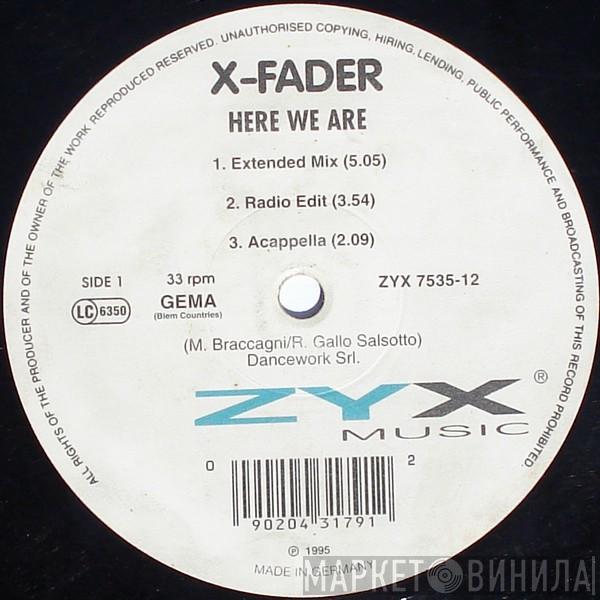 ALL RIGHTS OF THE PRODUCER AND OF THE OWNER OF THE WORK REPRODUCED RESERVED. UNAUTHORISED COPYING, HIRING, LENDING, PUBLIC PERFORMANCE AND BROADCASTING OF THIS RECORD PROHIBITED.
X-FADER
HERE WE ARE
1. Extended Mix (5.05)
2. Radio Edit (3.54)
3. Acappella (2.09)
SIDE 1
33 rpm
ZYX 7535-12
LC 6350
GEMA
(Biem Countries)
(M. Braccagni/R. Gallo Salsotto)
Dancework Srl.
ZYX ®
MUSIC
0 2
90204 31791
℗ 1995
MADE IN GERMANY
МАРКЕТ ВИНИЛА